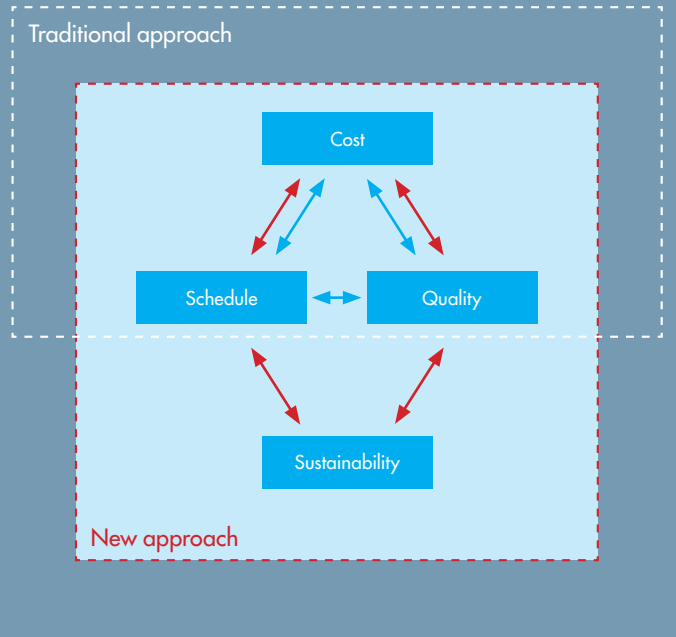 Traditional approach
Cost
Schedule
Quality
Sustainability
New approach